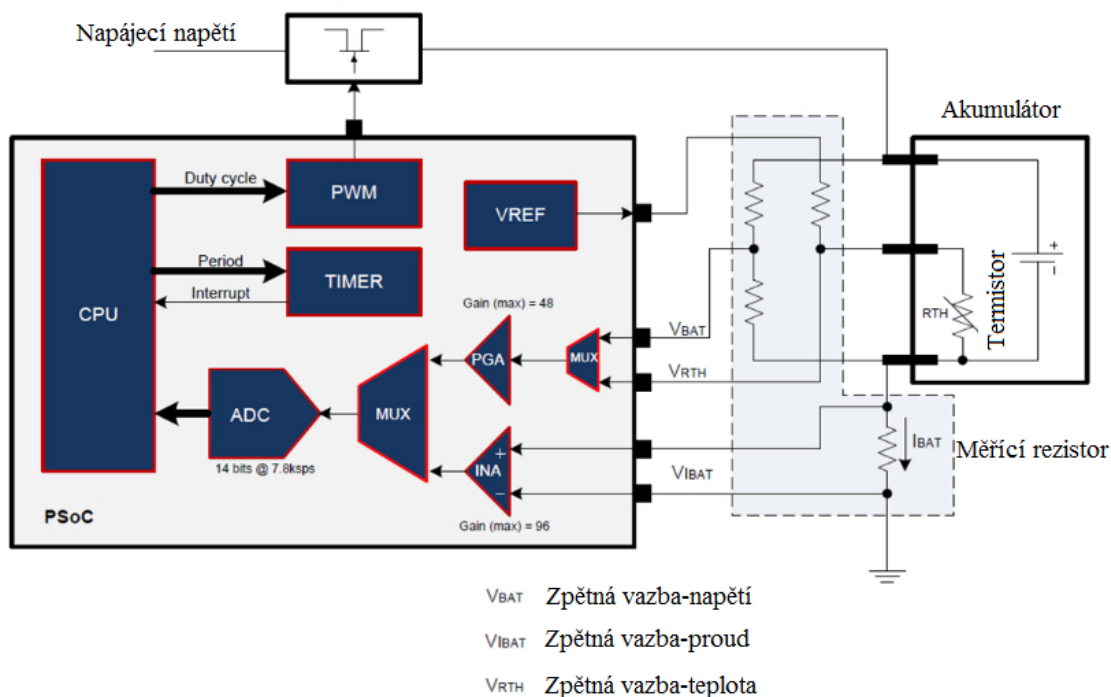 Napájecí napětí
Akumulátor
Duty cycle
PWM
VREF
Period
TIMER
Interrupt
CPU
Gain (max) = 48
PGA
MUX
VBAT
VRTH
RTH
Termistor
ADC
MUX
14 bits @ 7.8ksps
INA
+
−
VIBAT
IBAT
Měřící rezistor
PSoC
Gain (max) = 96
+
-
VBAT Zpětná vazba-napětí
VIBAT Zpětná vazba-proud
VRTH Zpětná vazba-teplota